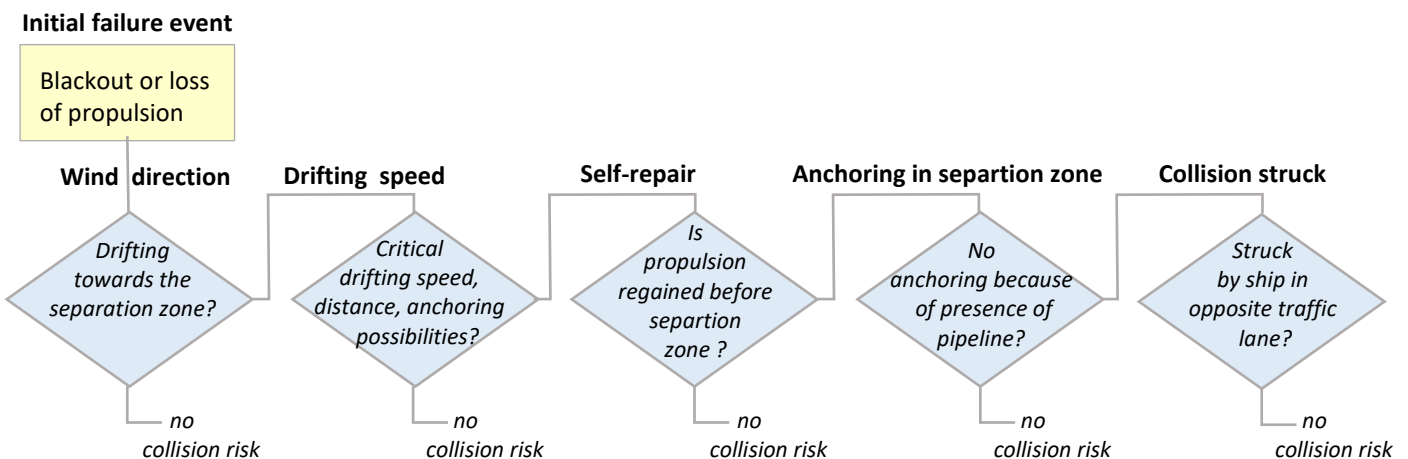 Initial failure event
Blackout or loss
of propulsion
Wind direction
Drifting
towards the
separation zone?
no
collision risk
Drifting speed
Critical
drifting speed,
distance, anchoring
possibilities?
no
collision risk
Self-repair
Is
propulsion
regained before
separtion
zone ?
no
collision risk
Anchoring in separtion zone
No
anchoring because
of presence of
pipeline?
no
collision risk
Collision struck
Struck
by ship in
opposite traffic
lane?
no
collision risk